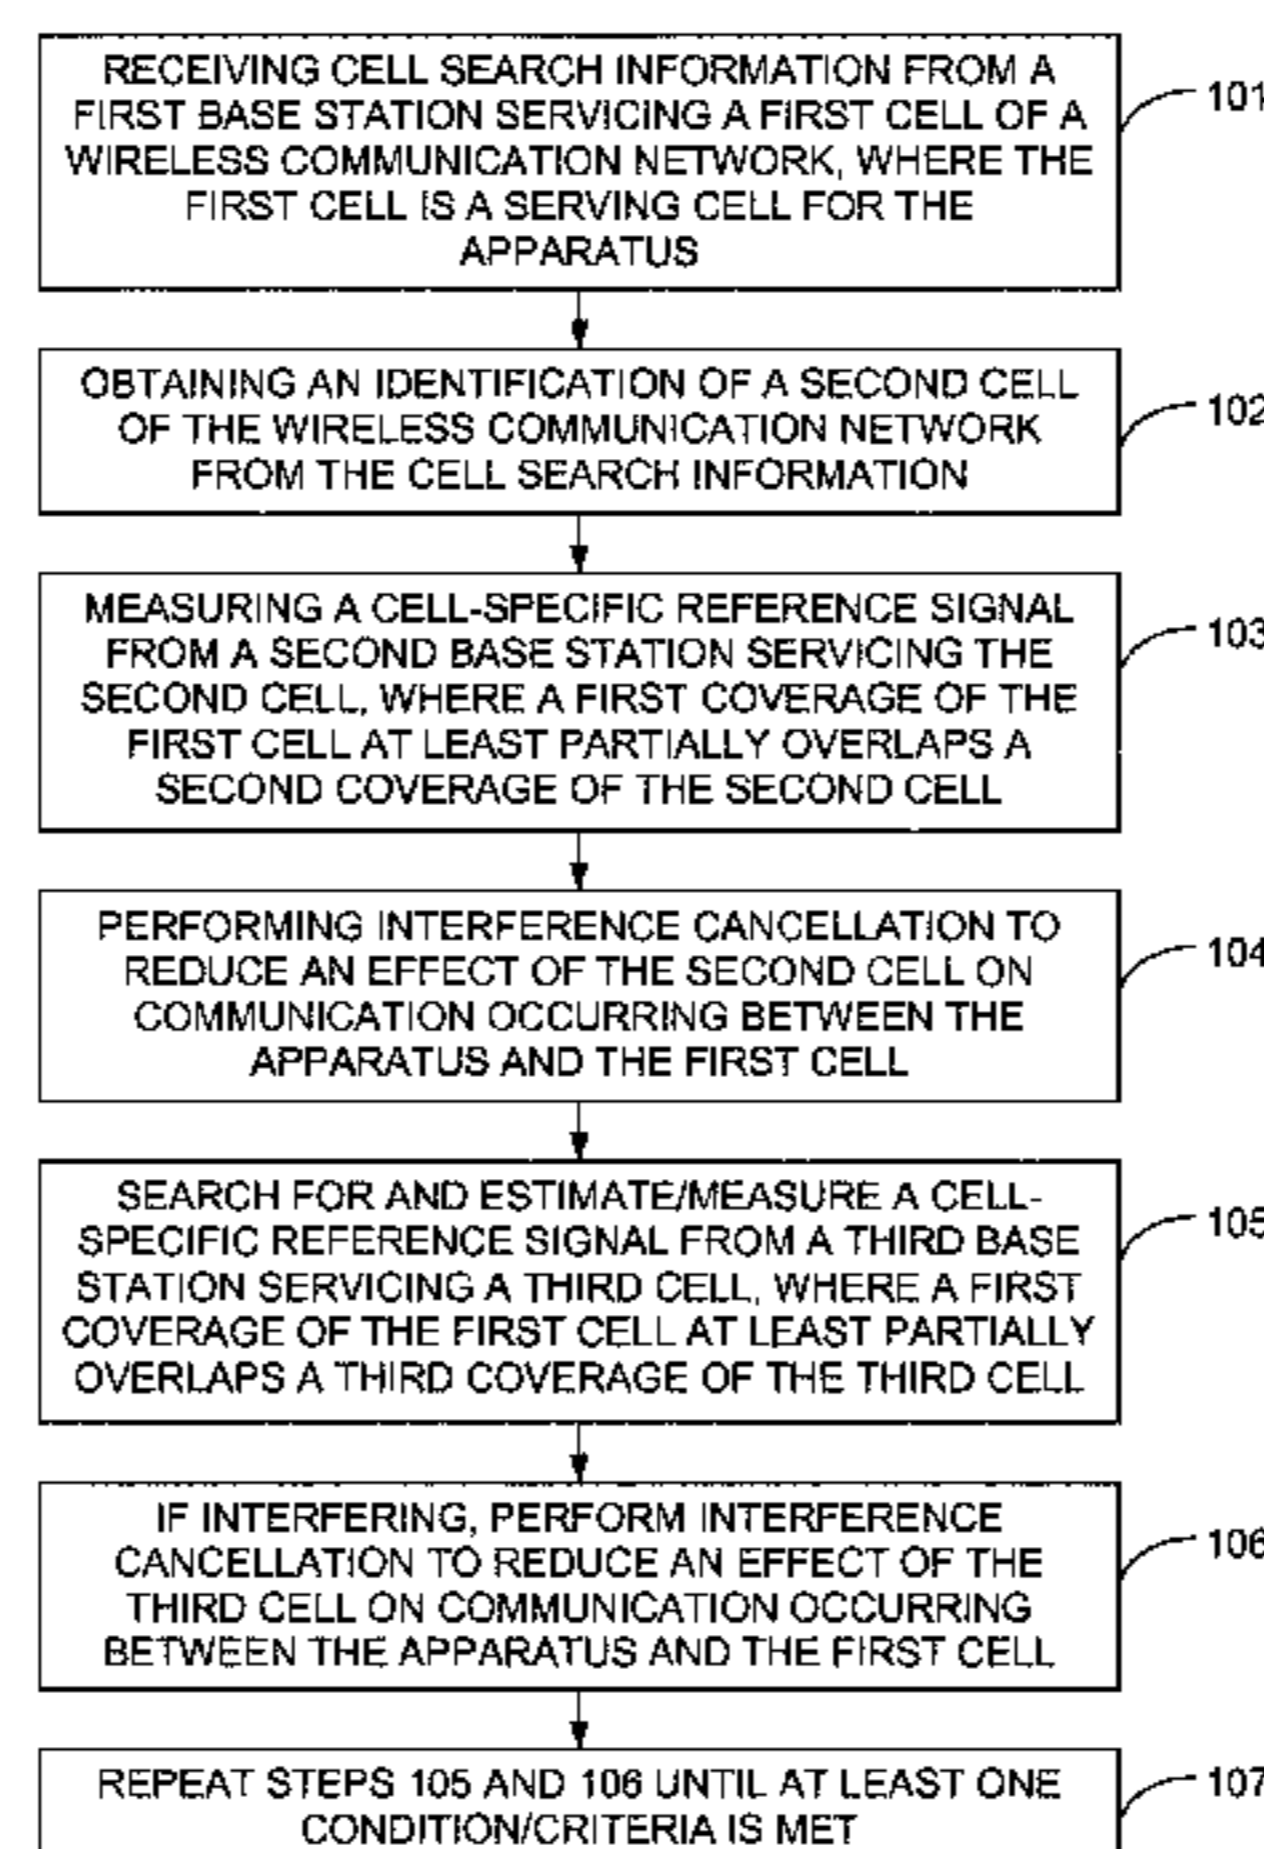 RECEIVING CELL SEARCH INFORMATION FROM A
FIRST BASE STATION SERVICING A FIRST CELL OF A
WIRELESS COMMUNICATION NETWORK, WHERE THE
FIRST CELL IS A SERVING CELL FOR THE
APPARATUS
101
OBTAINING AN IDENTIFICATION OF A SECOND CELL
OF THE WIRELESS COMMUNICATION NETWORK
FROM THE CELL SEARCH INFORMATION
102
MEASURING A CELL-SPECIFIC REFERENCE SIGNAL
FROM A SECOND BASE STATION SERVICING THE
SECOND CELL, WHERE A FIRST COVERAGE OF THE
FIRST CELL AT LEAST PARTIALLY OVERLAPS A
SECOND COVERAGE OF THE SECOND CELL
103
PERFORMING INTERFERENCE CANCELLATION TO
REDUCE AN EFFECT OF THE SECOND CELL ON
COMMUNICATION OCCURRING BETWEEN THE
APPARATUS AND THE FIRST CELL
104
SEARCH FOR AND ESTIMATE/MEASURE A CELL-
SPECIFIC REFERENCE SIGNAL FROM A THIRD BASE
STATION SERVICING A THIRD CELL, WHERE A FIRST
COVERAGE OF THE FIRST CELL AT LEAST PARTIALLY
OVERLAPS A THIRD COVERAGE OF THE THIRD CELL
105
IF INTERFERING, PERFORM INTERFERENCE
CANCELLATION TO REDUCE AN EFFECT OF THE
THIRD CELL ON COMMUNICATION OCCURRING
BETWEEN THE APPARATUS AND THE FIRST CELL
106
REPEAT STEPS 105 AND 106 UNTIL AT LEAST ONE
CONDITION/CRITERIA IS MET
107